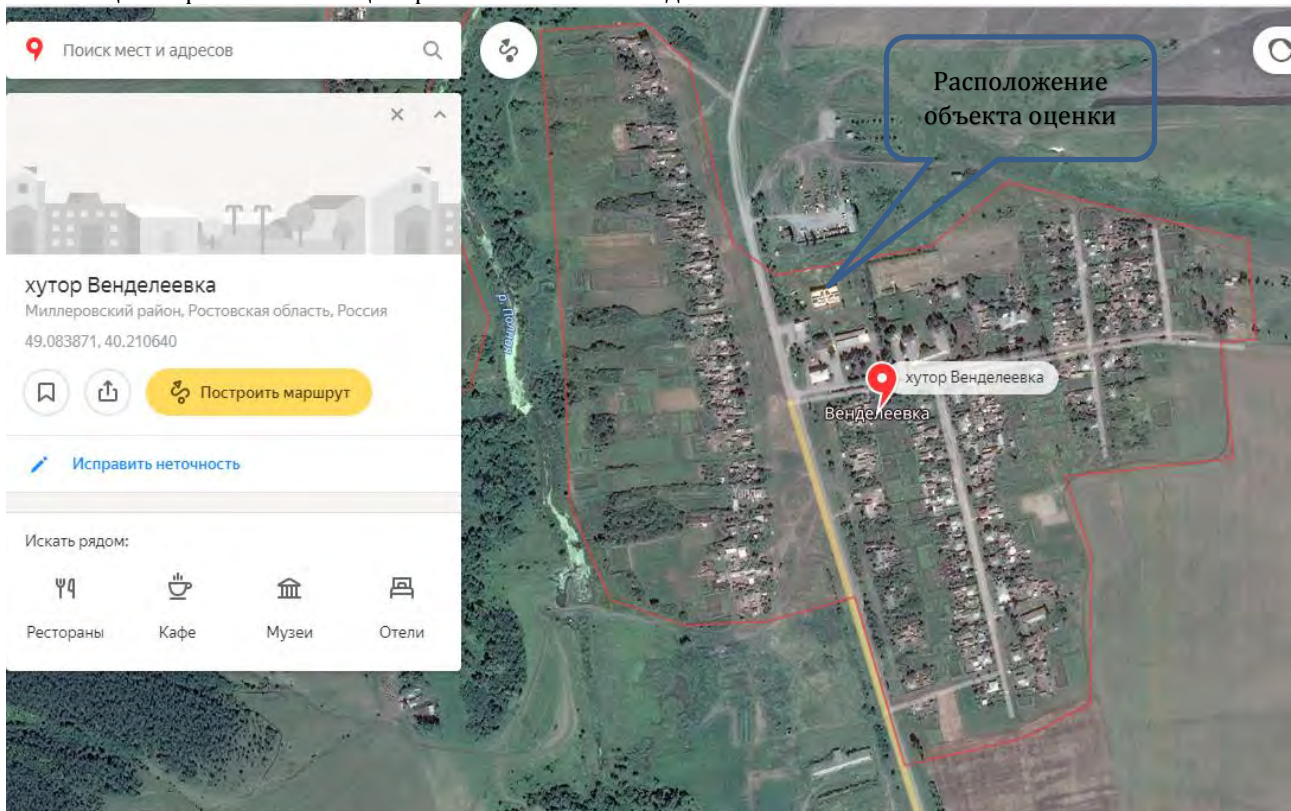 Поиск мест и адресов
хутор Венделеевка
Миллеровский район, Ростовская область, Россия
49.083871, 40.210640
Построить маршрут
Исправить неточность
Искать рядом:
Рестораны
Кафе
Музеи
Отели
Расположение
объекта оценки
хутор Венделеевка
Венделеевка